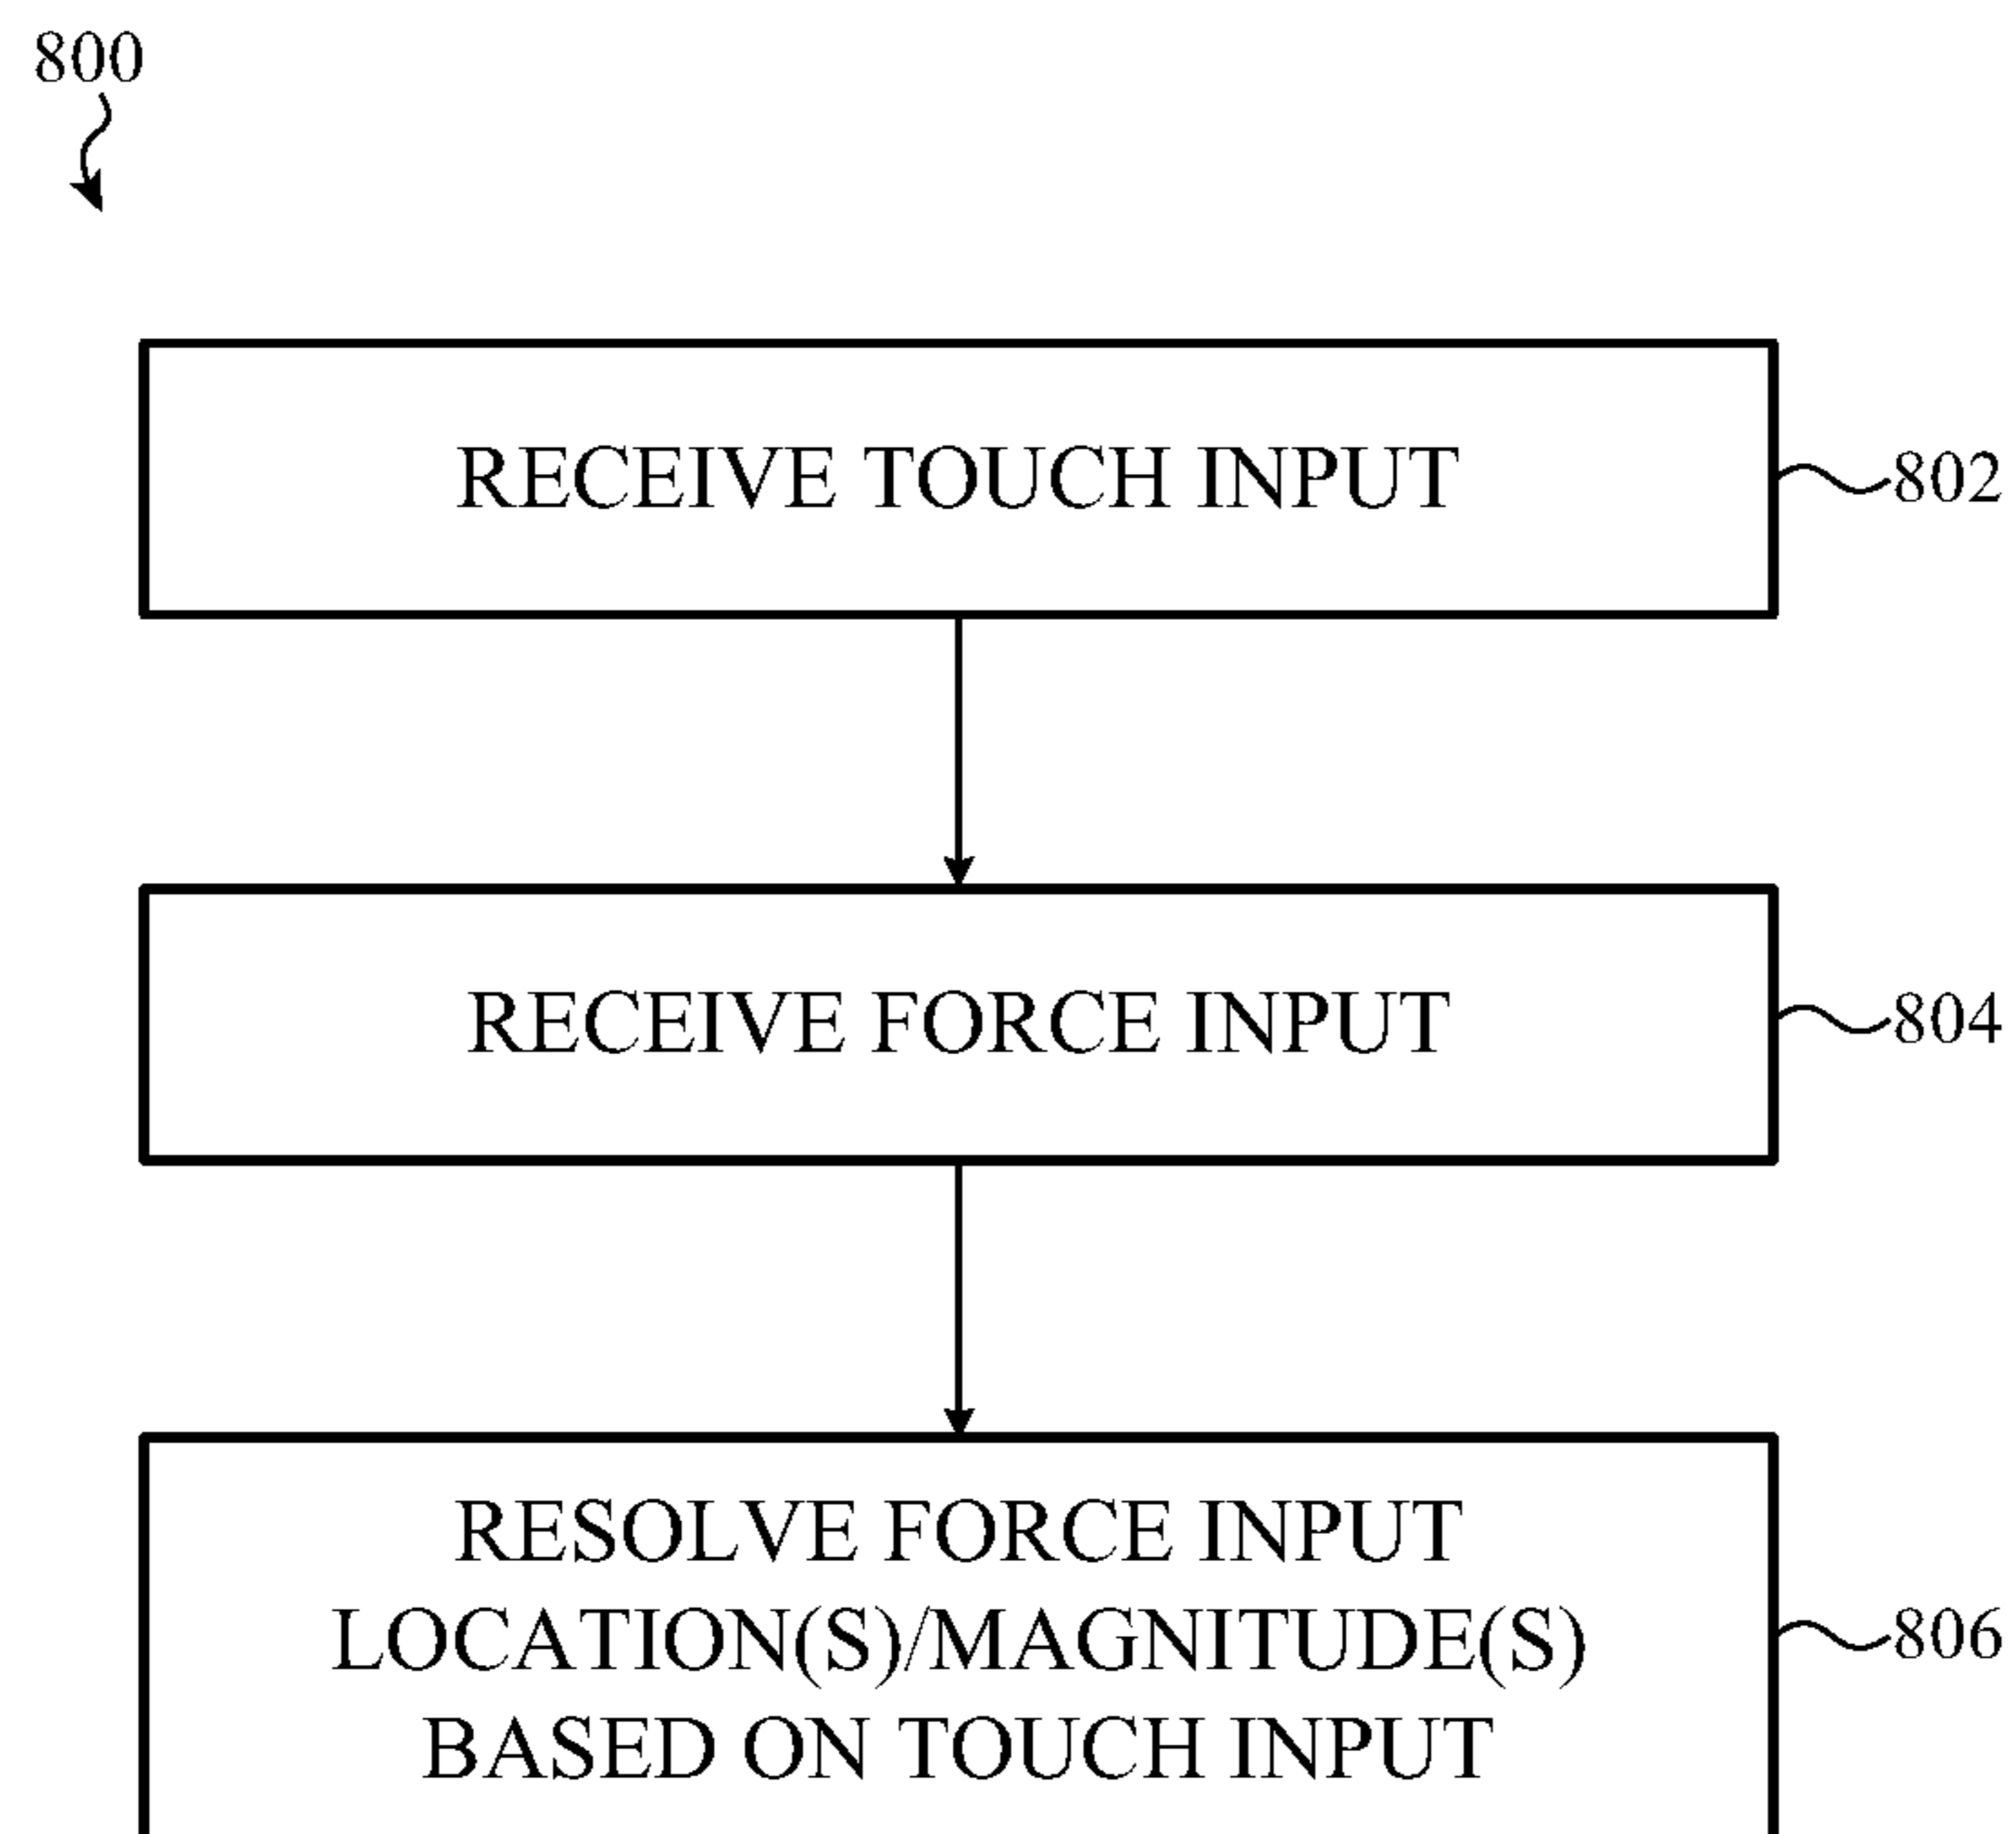 800
RECEIVE TOUCH INPUT
802
RECEIVE FORCE INPUT
804
RESOLVE FORCE INPUT
LOCATION(S)/MAGNITUDE(S)
BASED ON TOUCH INPUT
806